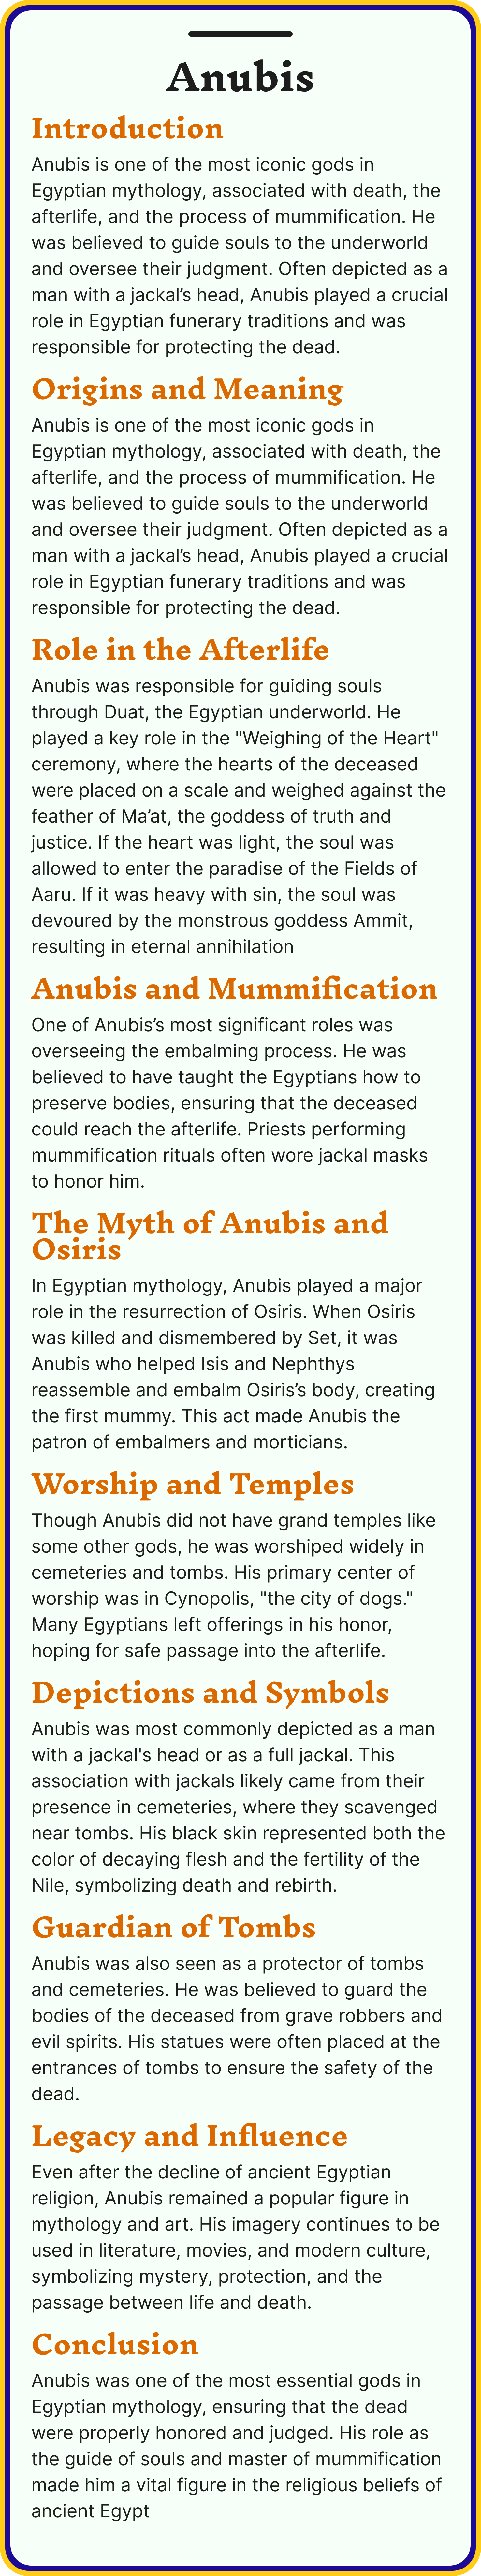 Anubis
Introduction
Anubis is one of the most iconic gods in
Egyptian mythology, associated with death, the
afterlife, and the process of mummification. He
was believed to guide souls to the underworld
and oversee their judgment. Often depicted as a
man with a jackal’s head, Anubis played a crucial
role in Egyptian funerary traditions and was
responsible for protecting the dead.
Origins and Meaning
Anubis is one of the most iconic gods in
Egyptian mythology, associated with death, the
afterlife, and the process of mummification. He
was believed to guide souls to the underworld
and oversee their judgment. Often depicted as a
man with a jackal’s head, Anubis played a crucial
role in Egyptian funerary traditions and was
responsible for protecting the dead.
Role in the Afterlife
Anubis was responsible for guiding souls
through Duat, the Egyptian underworld. He
played a key role in the "Weighing of the Heart"
ceremony, where the hearts of the deceased
were placed on a scale and weighed against the
feather of Ma’at, the goddess of truth and
justice. If the heart was light, the soul was
allowed to enter the paradise of the Fields of
Aaru. If it was heavy with sin, the soul was
devoured by the monstrous goddess Ammit,
resulting in eternal annihilation
Anubis and Mummification
One of Anubis’s most significant roles was
overseeing the embalming process. He was
believed to have taught the Egyptians how to
preserve bodies, ensuring that the deceased
could reach the afterlife. Priests performing
mummification rituals often wore jackal masks
to honor him.
The Myth of Anubis and
Osiris
In Egyptian mythology, Anubis played a major
role in the resurrection of Osiris. When Osiris
was killed and dismembered by Set, it was
Anubis who helped Isis and Nephthys
reassemble and embalm Osiris’s body, creating
the first mummy. This act made Anubis the
patron of embalmers and morticians.
Worship and Temples
Though Anubis did not have grand temples like
some other gods, he was worshiped widely in
cemeteries and tombs. His primary center of
worship was in Cynopolis, "the city of dogs."
Many Egyptians left offerings in his honor,
hoping for safe passage into the afterlife.
Depictions and Symbols
Anubis was most commonly depicted as a man
with a jackal's head or as a full jackal. This
association with jackals likely came from their
presence in cemeteries, where they scavenged
near tombs. His black skin represented both the
color of decaying flesh and the fertility of the
Nile, symbolizing death and rebirth.
Guardian of Tombs
Anubis was also seen as a protector of tombs
and cemeteries. He was believed to guard the
bodies of the deceased from grave robbers and
evil spirits. His statues were often placed at the
entrances of tombs to ensure the safety of the
dead.
Legacy and Influence
Even after the decline of ancient Egyptian
religion, Anubis remained a popular figure in
mythology and art. His imagery continues to be
used in literature, movies, and modern culture,
symbolizing mystery, protection, and the
passage between life and death.
Conclusion
Anubis was one of the most essential gods in
Egyptian mythology, ensuring that the dead
were properly honored and judged. His role as
the guide of souls and master of mummification
made him a vital figure in the religious beliefs of
ancient Egypt